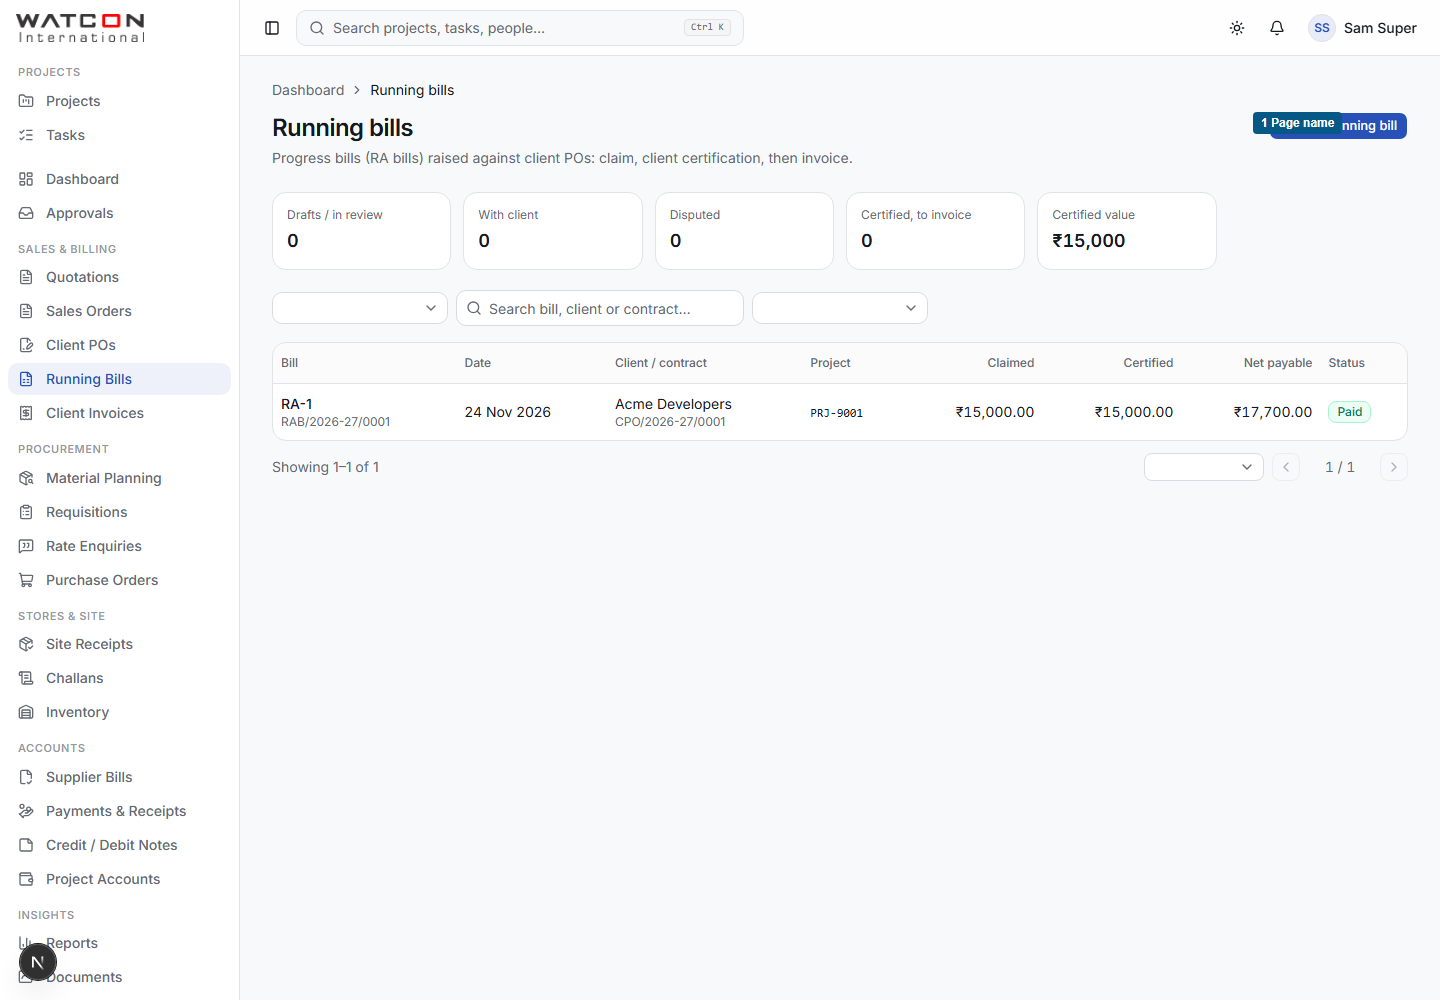 WATCON
International
PROJECTS
Projects
Tasks
Dashboard
Approvals
SALES & BILLING
Quotations
Sales Orders
Client POs
Running Bills
Client Invoices
PROCUREMENT
Material Planning
Requisitions
Rate Enquiries
Purchase Orders
STORES & SITE
Site Receipts
Challans
Inventory
ACCOUNTS
Supplier Bills
Payments & Receipts
Credit / Debit Notes
Project Accounts
INSIGHTS
Reports
Documents
N
Search projects, tasks, people...
Ctrl K
SS
Sam Super
Dashboard > Running bills
Running bills
1 Page name
nning bill
Progress bills (RA bills) raised against client POs: claim, client certification, then invoice.
Drafts / in review
0
With client
0
Disputed
0
Certified, to invoice
0
Certified value
₹15,000
Search bill, client or contract...
Bill Date Client / contract Project Claimed Certified Net payable Status
RA-1 24 Nov 2026 Acme Developers PRJ-9001 ₹15,000.00 ₹15,000.00 ₹17,700.00 Paid
RAB/2026-27/0001 CPO/2026-27/0001
Showing 1–1 of 1
1 / 1